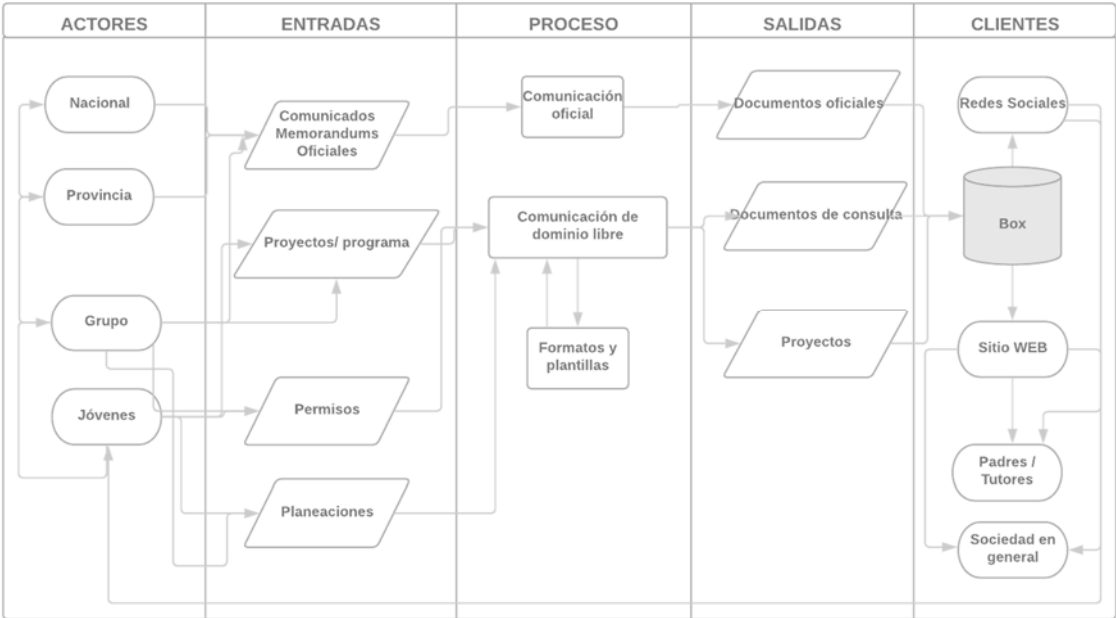 ACTORES
ENTRADAS
PROCESO
SALIDAS
CLIENTES
Nacional
Provincia
Grupo
Jóvenes
Comunicados
Memorandums
Oficiales
Proyectos/ programa
Permisos
Planeaciones
Comunicación
oficial
Comunicación de
dominio libre
Formatos y
plantillas
Documentos oficiales
Documentos de consulta
Proyectos
Redes Sociales
Box
Sitio WEB
Padres /
Tutores
Sociedad en
general